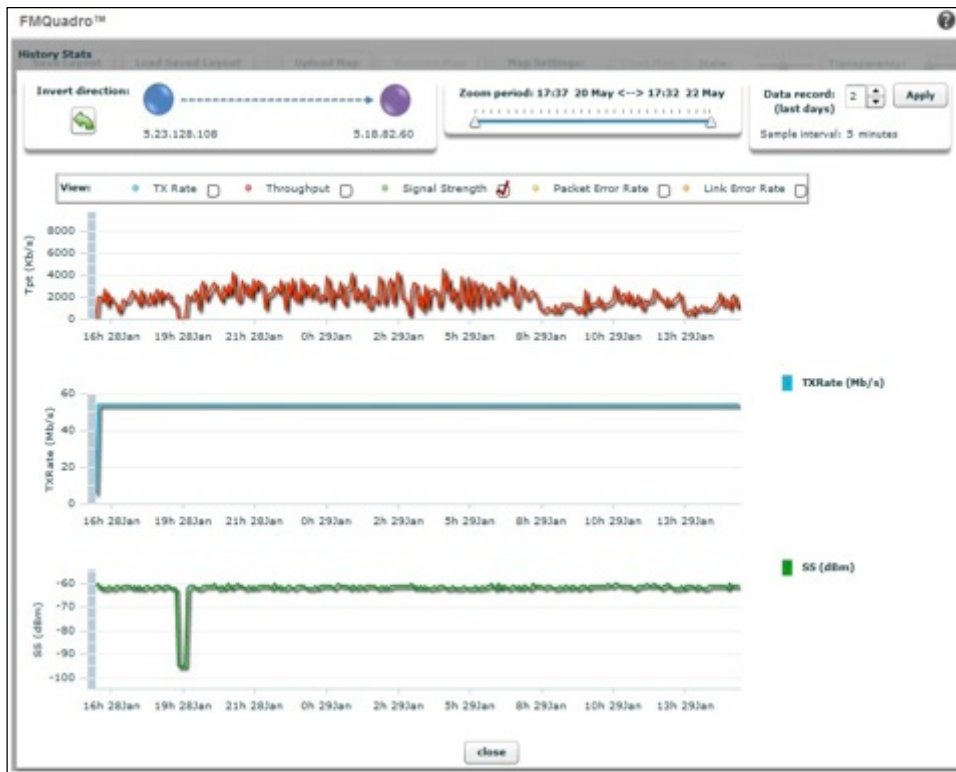 FMQuadro™
History Stats
Save Layout Load Saved Layout Upload Map Map Settings: Scale: Transparency:
Invert direction:
5.23.128.108 5.18.82.60
Zoom period: 17:37 20 May <--> 17:32 22 May
Data record: 2 Apply
(last days)
Sample interval: 5 minutes
View: TX Rate Throughput Signal Strength Packet Error Rate Link Error Rate
Tpt (Kb/s)
8000
6000
4000
2000
0
16h 28Jan 19h 28Jan 21h 28Jan 0h 29Jan 2h 29Jan 5h 29Jan 8h 29Jan 10h 29Jan 13h 29Jan
TXRate (Mb/s)
TXRate (Mb/s)
60
40
20
0
16h 28Jan 19h 28Jan 21h 28Jan 0h 29Jan 2h 29Jan 5h 29Jan 8h 29Jan 10h 29Jan 13h 29Jan
SS (dBm)
SS (dBm)
-60
-70
-80
-90
-100
16h 28Jan 19h 28Jan 21h 28Jan 0h 29Jan 2h 29Jan 5h 29Jan 8h 29Jan 10h 29Jan 13h 29Jan
close